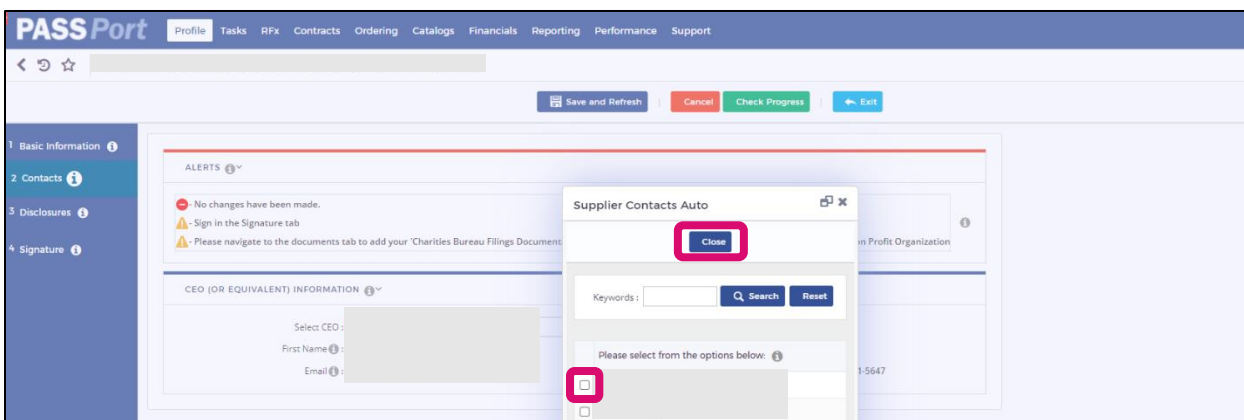 PASSPort Profile Tasks RFx Contracts Ordering Catalogs Financials Reporting Performance Support
Save and Refresh Cancel Check Progress Exit
1 Basic Information
2 Contacts
3 Disclosures
4 Signature
ALERTS
- No changes have been made.
- Sign in the Signature tab
- Please navigate to the documents tab to add your 'Charities Bureau Filings Document
n Profit Organization
CEO (OR EQUIVALENT) INFORMATION
Select CEO :
First Name :
Email :
1-5647
Supplier Contacts Auto
Close
Keywords : Search Reset
Please select from the options below: